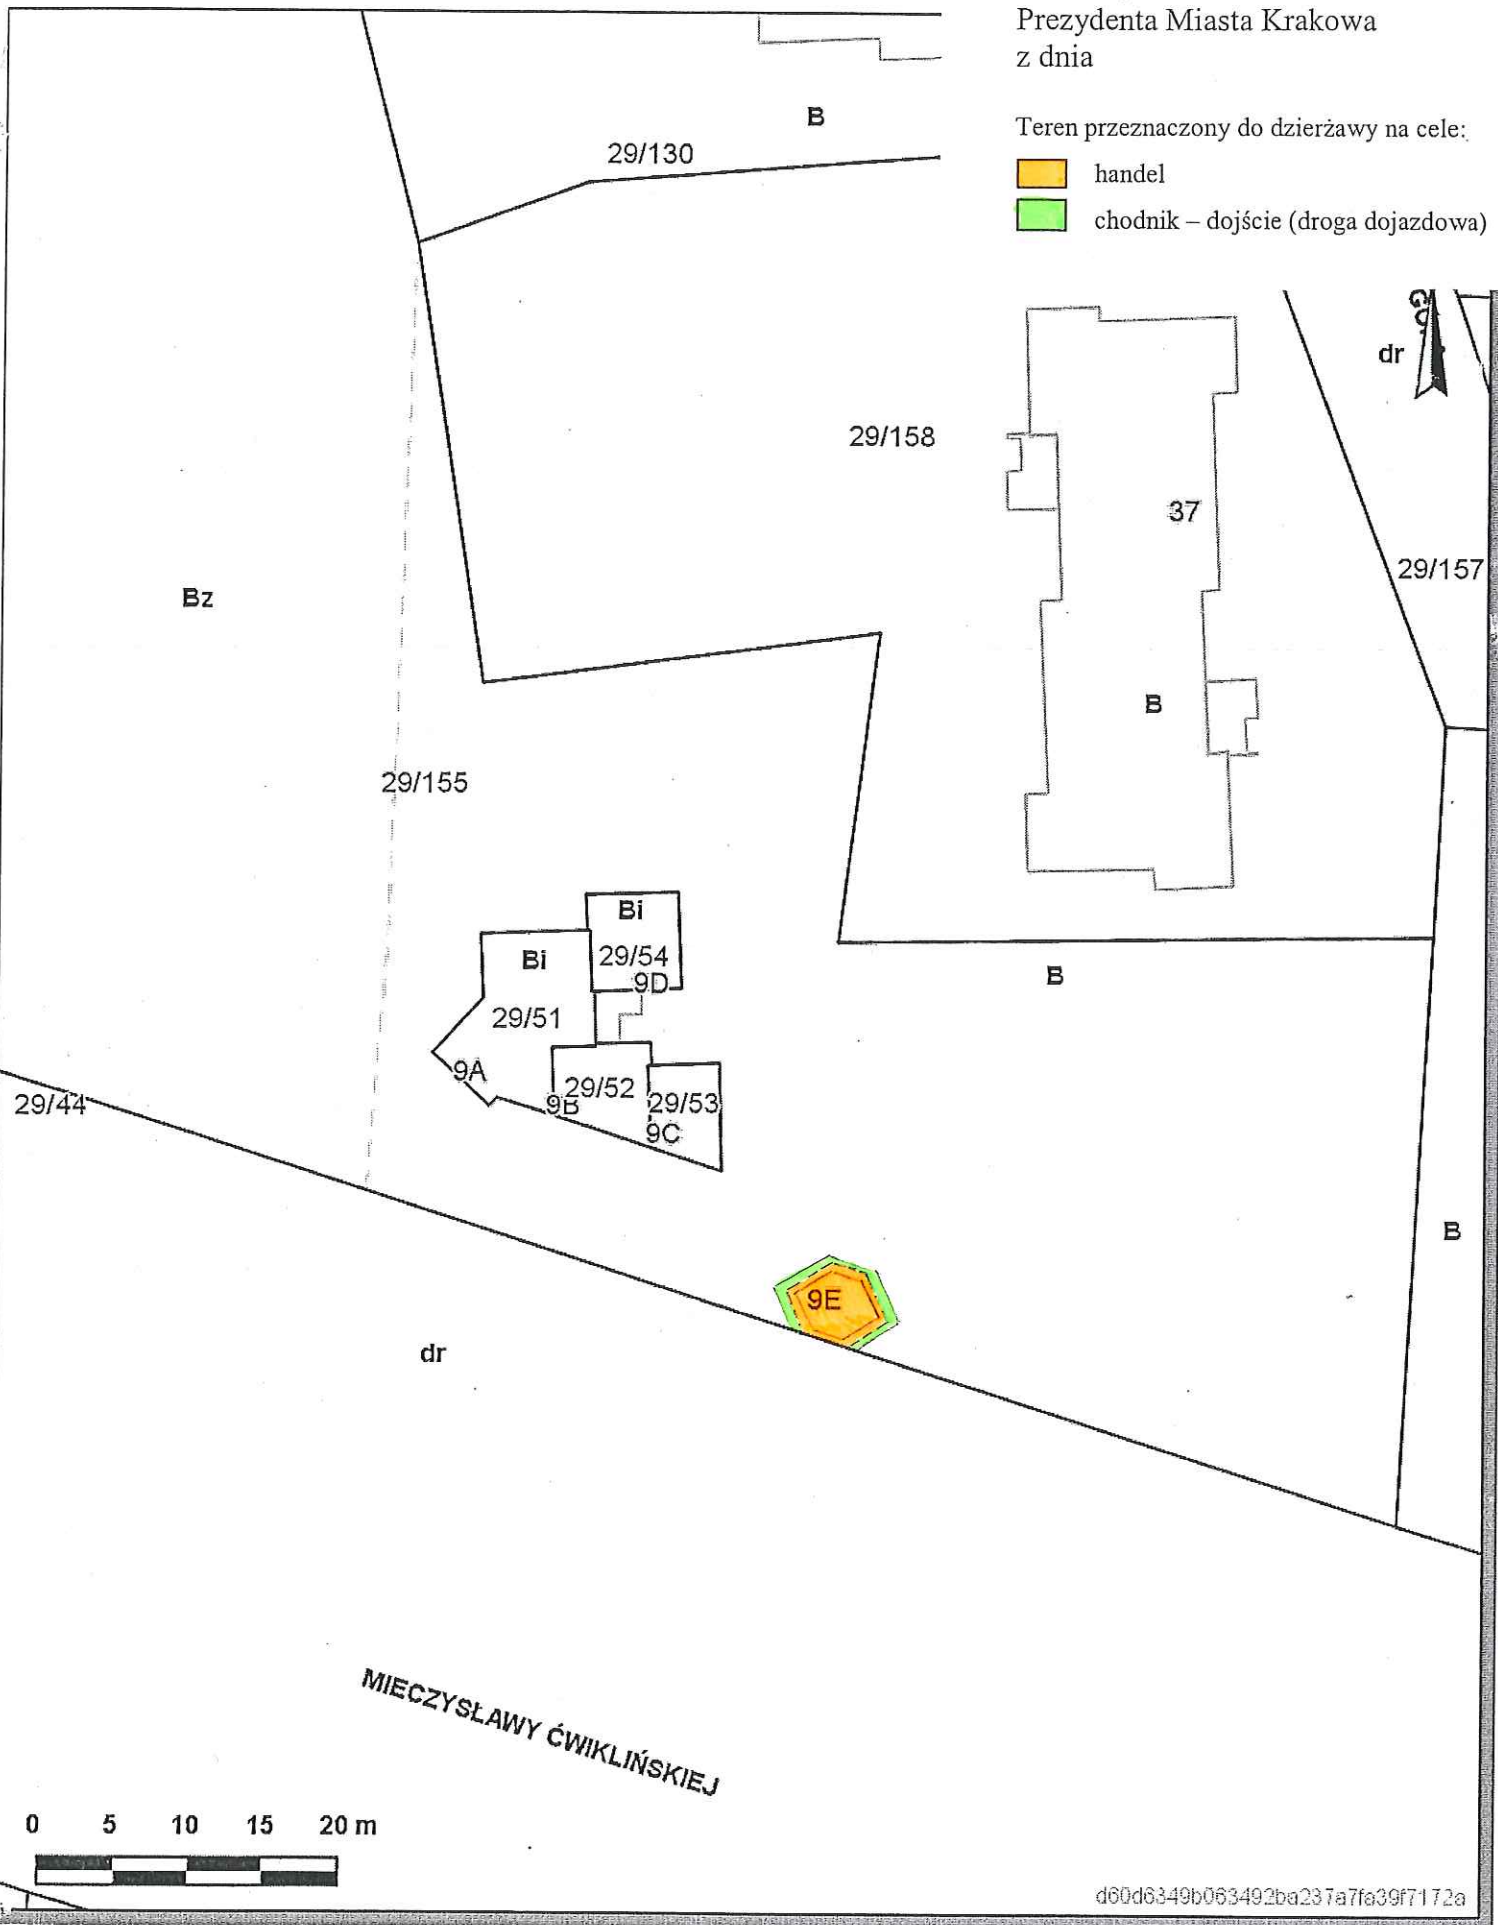 Prezydenta Miasta Krakowa
z dnia
Teren przeznaczony do dzierżawy na cele:
handel
chodnik – dojście (droga dojazdowa)
B
29/130
dr
29/158
37
29/157
Bz
B
29/155
Bi
Bi
29/54
9D
B
29/51
9A
29/52
9B
29/53
9C
29/44
B
9E
dr
MIECZYSŁAWY ĆWIKLIŃSKIEJ
0 5 10 15 20 m
d60d6349b063492ba237a7fa39f7172a